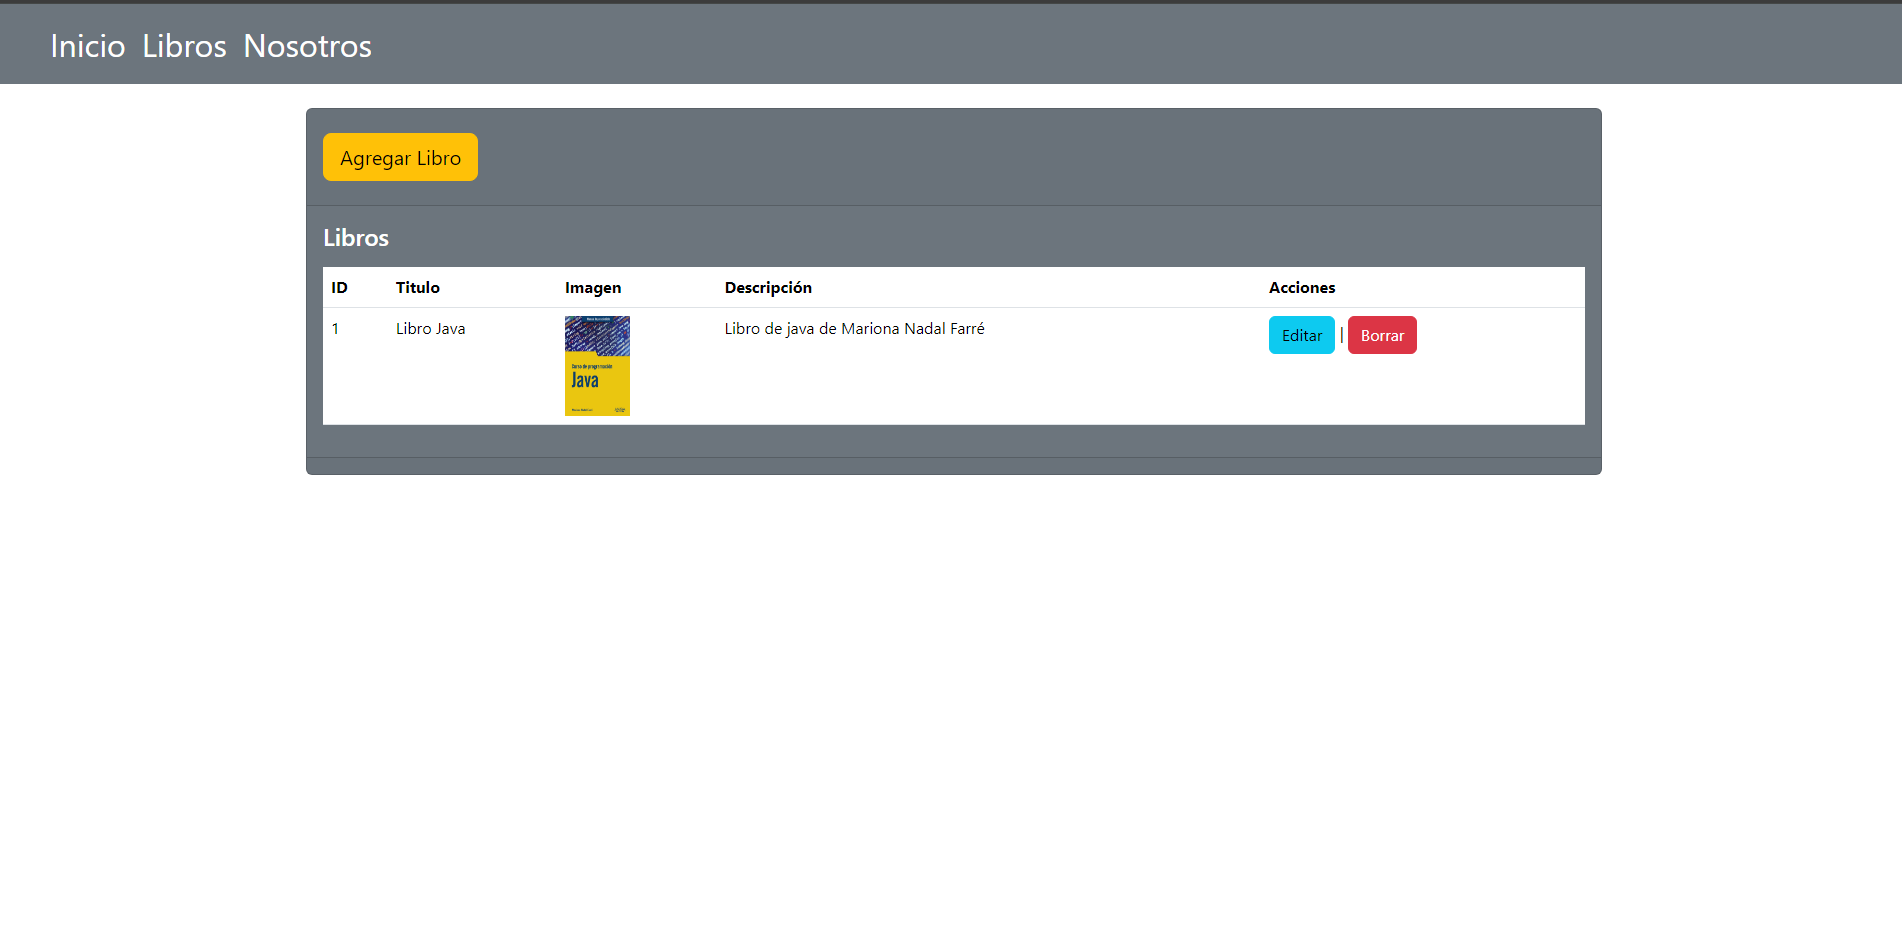 Inicio Libros Nosotros
Agregar Libro
Libros
ID Titulo Imagen Descripción Acciones
1 Libro Java Libro de java de Mariona Nadal Farré Editar | Borrar
Curso de programación
Java